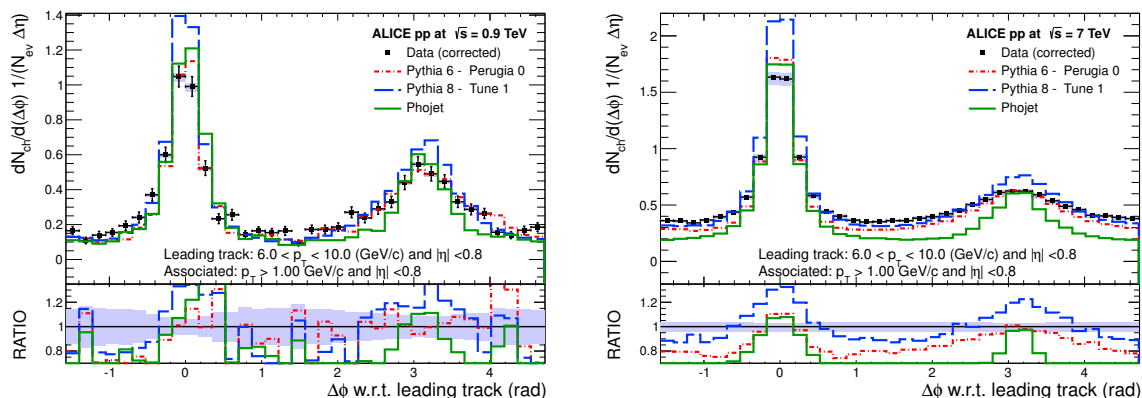 ALICE pp at √s = 0.9 TeV
Data (corrected)
Pythia 6 - Perugia 0
Pythia 8 - Tune 1
Phojet
dN_ch/d(Δϕ) 1/(N_ev Δη)
1.4
1.2
1
0.8
0.6
0.4
0.2
0
Leading track: 6.0 < p_T < 10.0 (GeV/c) and |η| <0.8
Associated: p_T > 1.00 GeV/c and |η| <0.8
RATIO
1.2
1
0.8
-1 0 1 2 3 4
Δϕ w.r.t. leading track (rad)
ALICE pp at √s = 7 TeV
Data (corrected)
Pythia 6 - Perugia 0
Pythia 8 - Tune 1
Phojet
dN_ch/d(Δϕ) 1/(N_ev Δη)
2
1.5
1
0.5
0
Leading track: 6.0 < p_T < 10.0 (GeV/c) and |η| <0.8
Associated: p_T > 1.00 GeV/c and |η| <0.8
RATIO
1.2
1
0.8
-1 0 1 2 3 4
Δϕ w.r.t. leading track (rad)